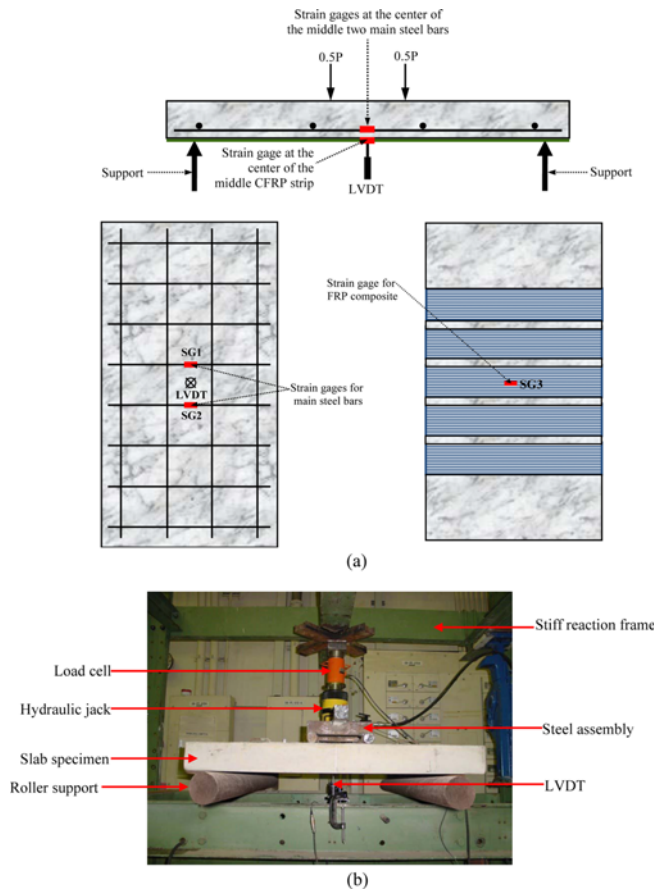 Strain gages at the center of
the middle two main steel bars
0.5P
0.5P
Strain gage at the
center of the
middle CFRP strip
Support
LVDT
Support
SG1
LVDT
SG2
Strain gages for
main steel bars
Strain gage for
FRP composite
SG3
(a)
Stiff reaction frame
Load cell
Hydraulic jack
Steel assembly
Slab specimen
Roller support
LVDT
(b)